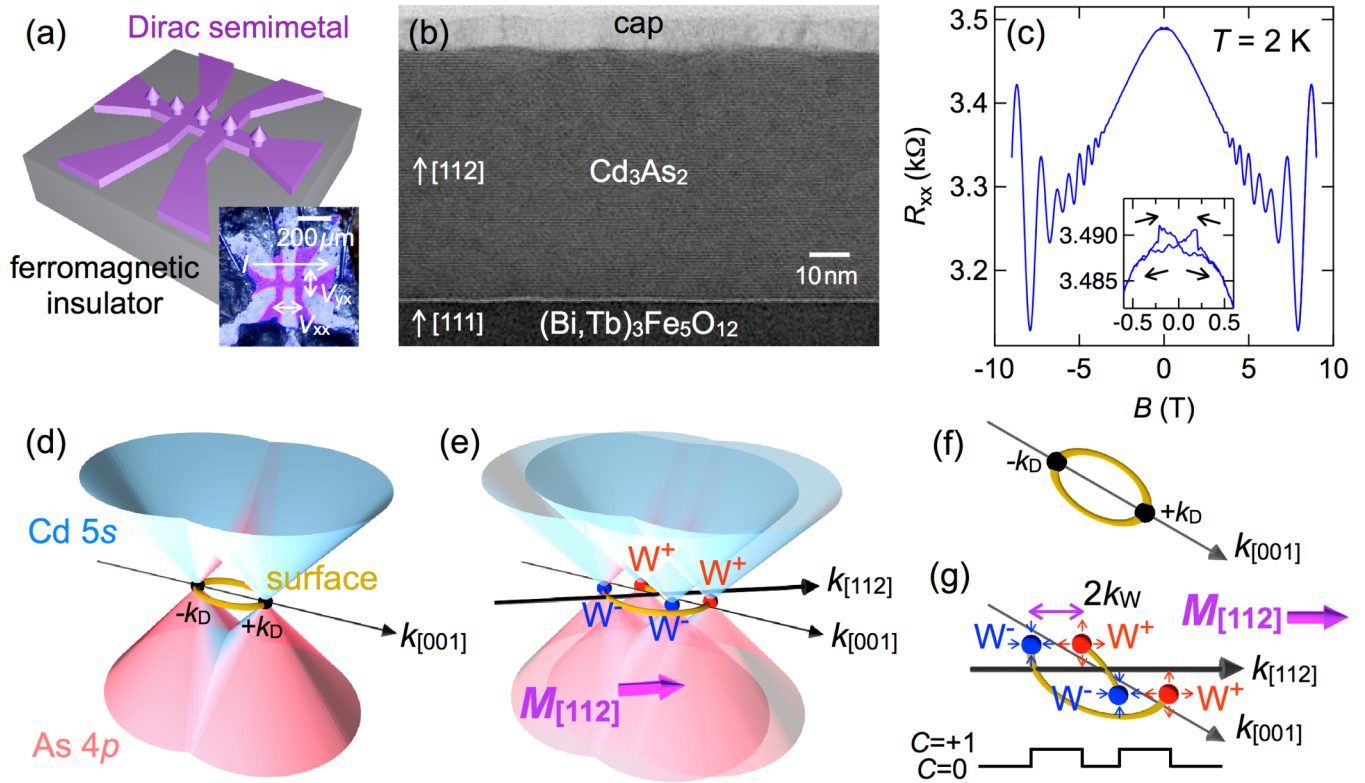 (a)
Dirac semimetal
ferromagnetic
insulator
200 μm
I
Vyx
Vxx
(b)
cap
↑[112]
Cd₃As₂
10 nm
↑[111]
(Bi,Tb)₃Fe₅O₁₂
(c)
T = 2 K
Rxx (kΩ)
3.5
3.4
3.3
3.2
3.490
3.485
-0.5 0.0 0.5
-10 -5 0 5 10
B (T)
(d)
Cd 5s
surface
-kD
+kD
k[001]
As 4p
(e)
W⁺
W⁺
W⁻
W⁻
k[112]
k[001]
M[112]
(f)
-kD
+kD
k[001]
(g)
2kW
M[112]
W⁻
W⁺
k[112]
W⁻
W⁺
k[001]
C=+1
C=0